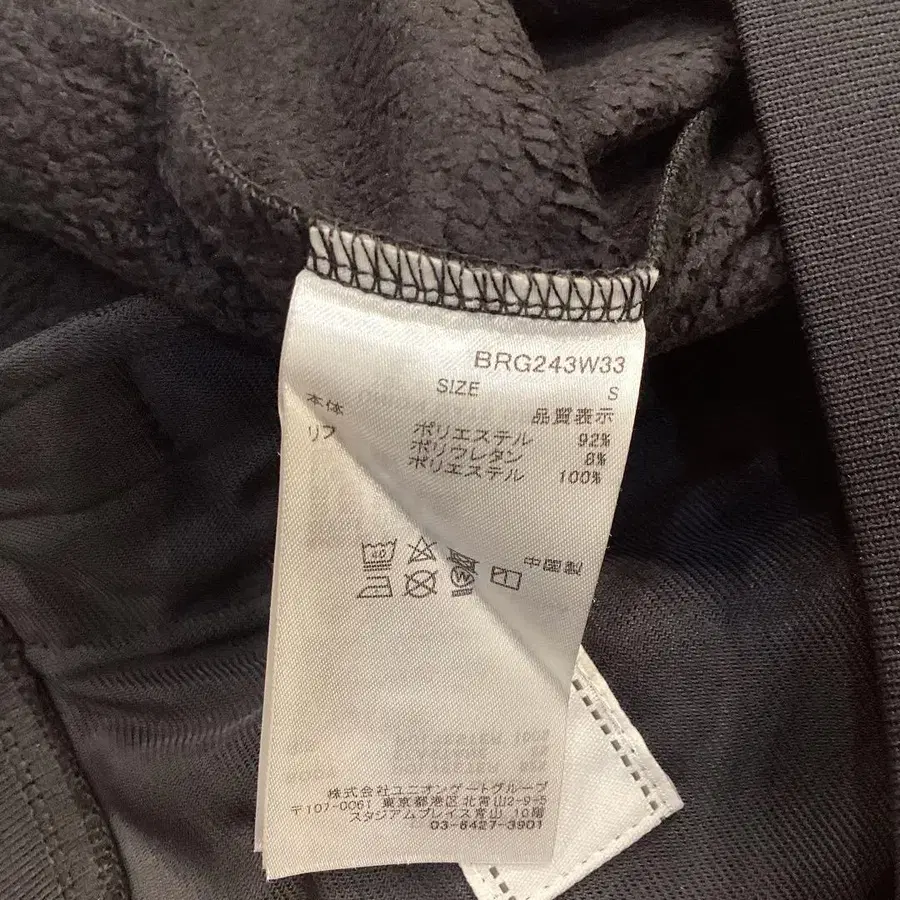 BRG243W33
SIZE S
品質表示
本体 ポリエステル 92%
ポリウレタン 8%
リブ ポリエステル 100%
中国製
株式会社ユニオンゲートグループ
〒107-0061 東京都港区北青山2-9-5
スタジアムプレイス青山 10階
03-6427-3901